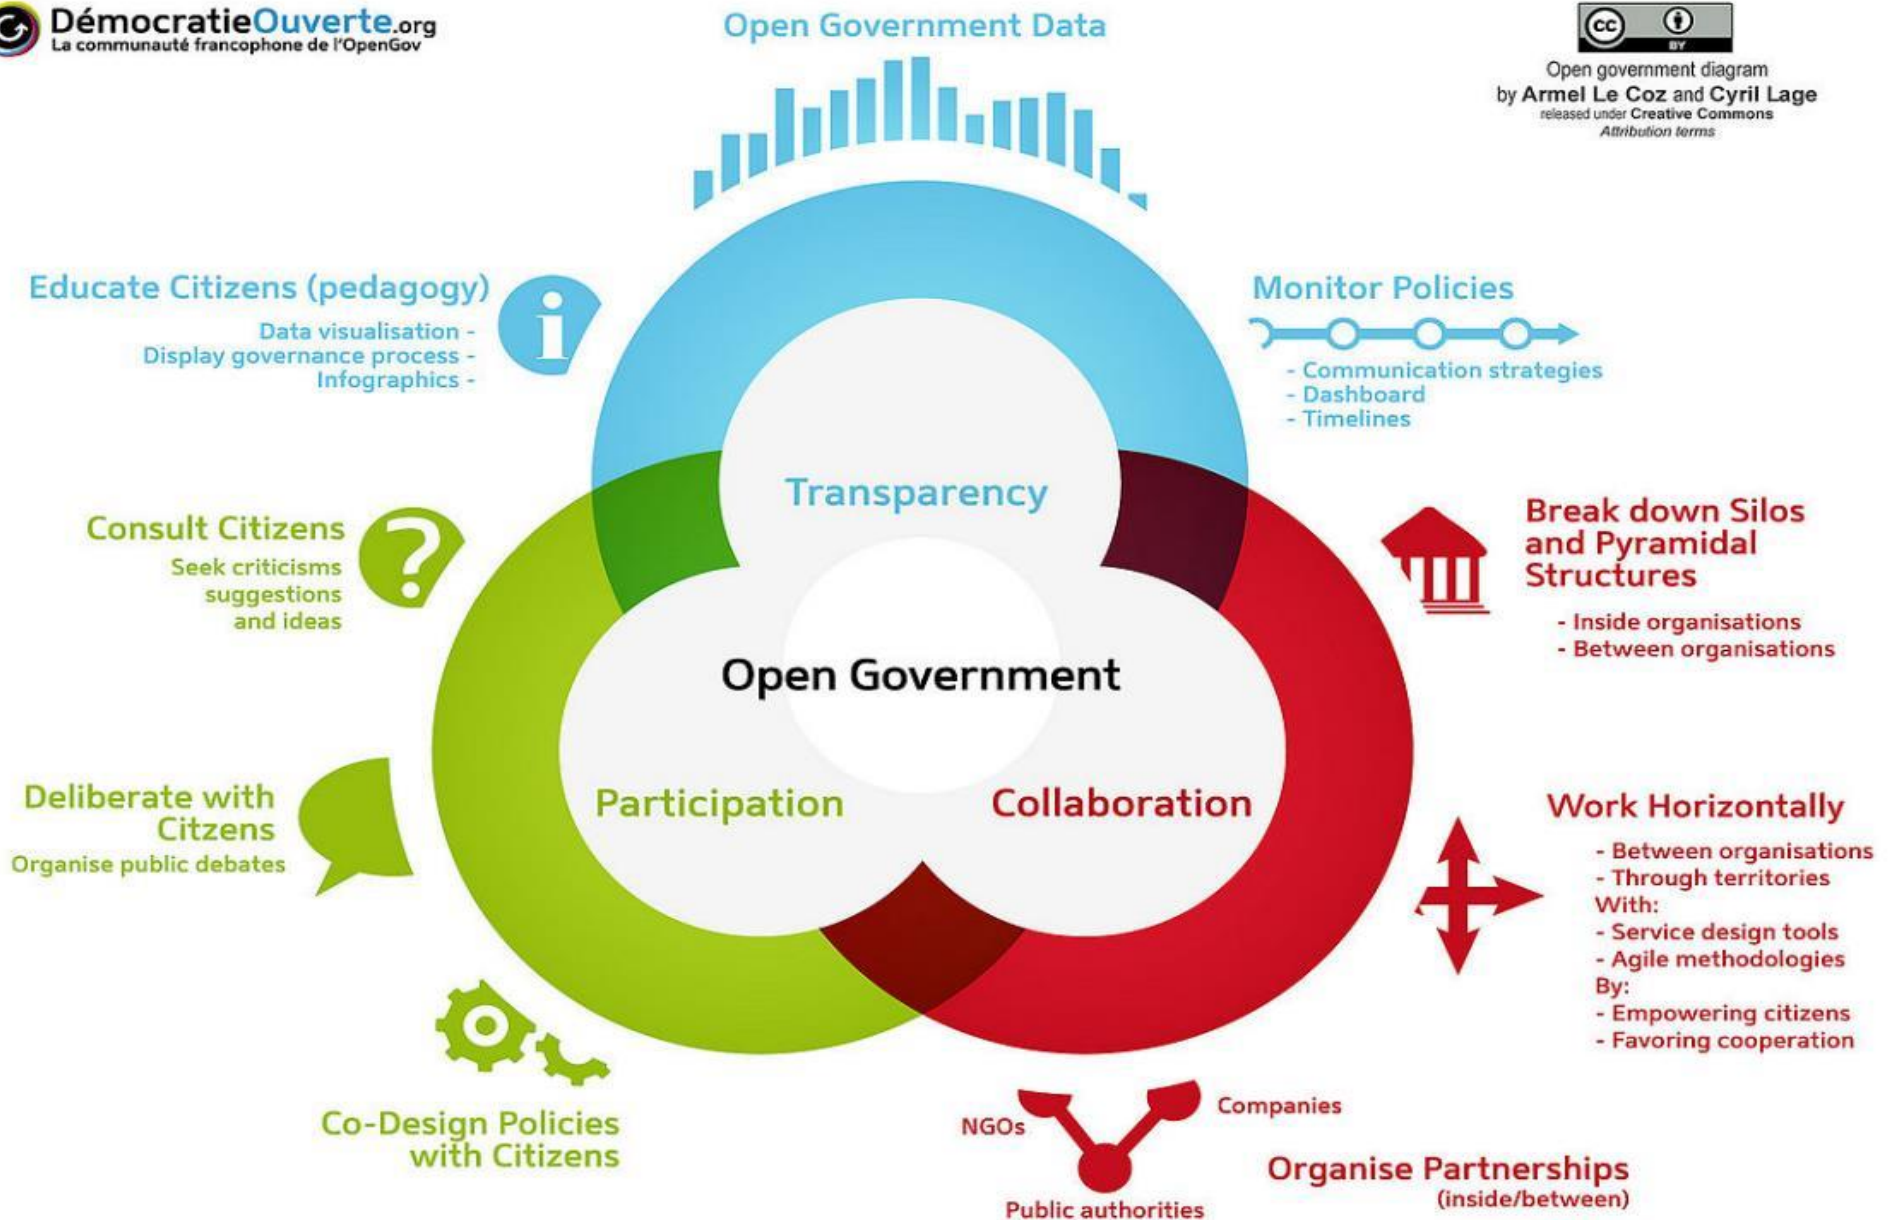 DémocratieOuverte.org
La communauté francophone de l'OpenGov
Open Government Data
cc
BY
Open government diagram
by Armel Le Coz and Cyril Lage
released under Creative Commons
Attribution terms
Educate Citizens (pedagogy)
Data visualisation -
Display governance process -
Infographics -
i
Monitor Policies
- Communication strategies
- Dashboard
- Timelines
Transparency
Consult Citizens
Seek criticisms
suggestions
and ideas
?
Break down Silos
and Pyramidal
Structures
- Inside organisations
- Between organisations
Open Government
Participation
Collaboration
Deliberate with
Citzens
Organise public debates
Work Horizontally
- Between organisations
- Through territories
With:
- Service design tools
- Agile methodologies
By:
- Empowering citizens
- Favoring cooperation
Co-Design Policies
with Citizens
NGOs
Companies
Public authorities
Organise Partnerships
(inside/between)